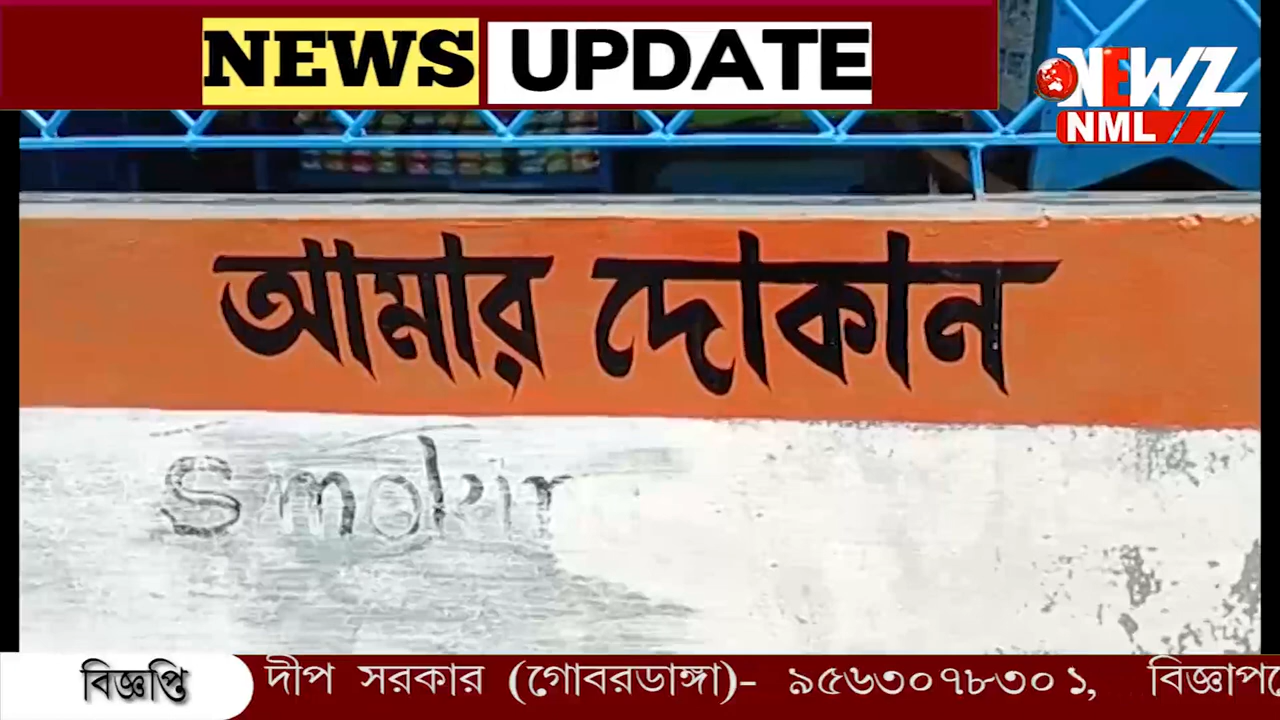 NEWS UPDATE
NEWZ
NML
আমার দোকান
বিজ্ঞপ্তি
দীপ সরকার (গোবরডাঙ্গা)- ৯৫৬৩০৭৮৩০১,